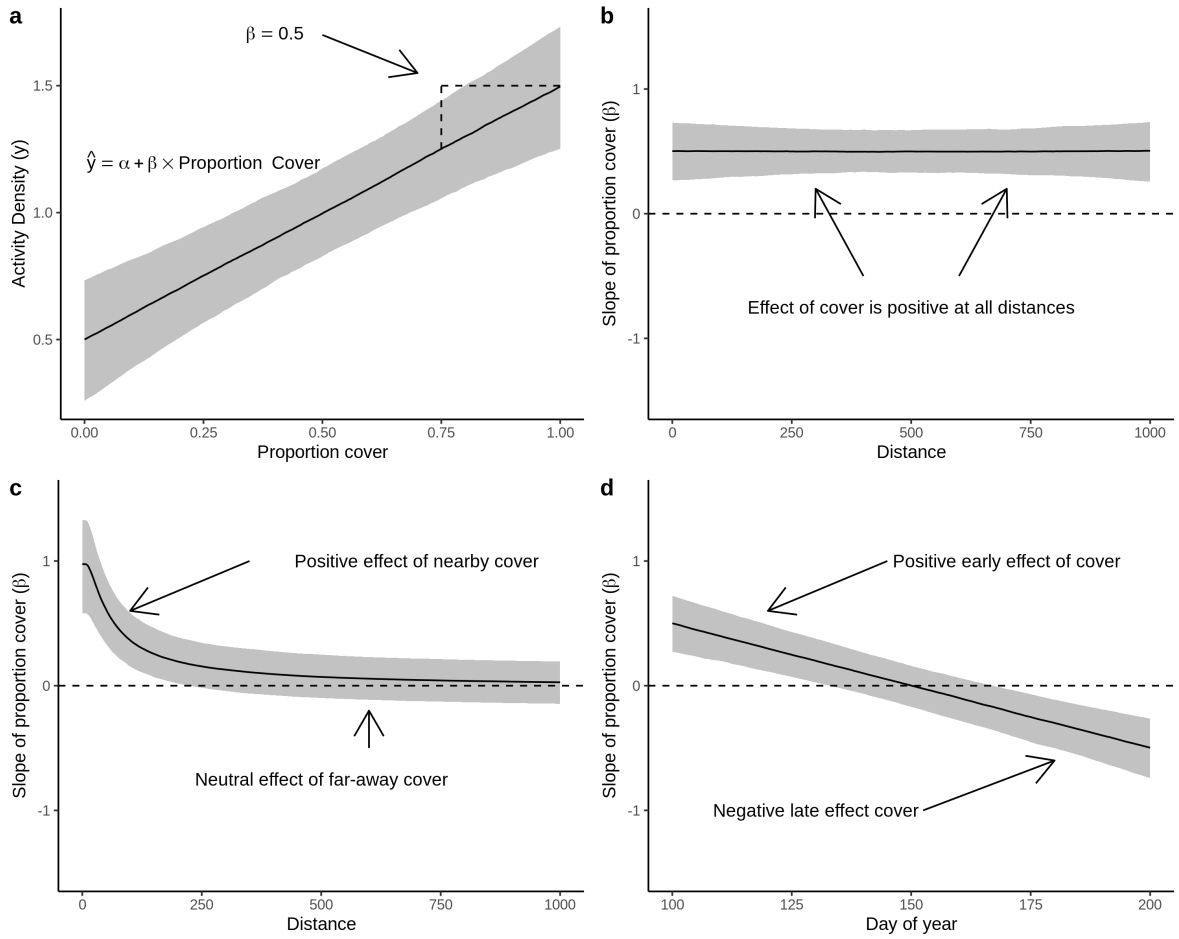 a
β = 0.5
ŷ = α + β × Proportion Cover
Activity Density (y)
1.5
1.0
0.5
0.00 0.25 0.50 0.75 1.00
Proportion cover
b
Slope of proportion cover (β)
1
0
-1
Effect of cover is positive at all distances
0 250 500 750 1000
Distance
c
Slope of proportion cover (β)
1
0
-1
Positive effect of nearby cover
Neutral effect of far-away cover
0 250 500 750 1000
Distance
d
Slope of proportion cover (β)
1
0
-1
Positive early effect of cover
Negative late effect cover
100 125 150 175 200
Day of year